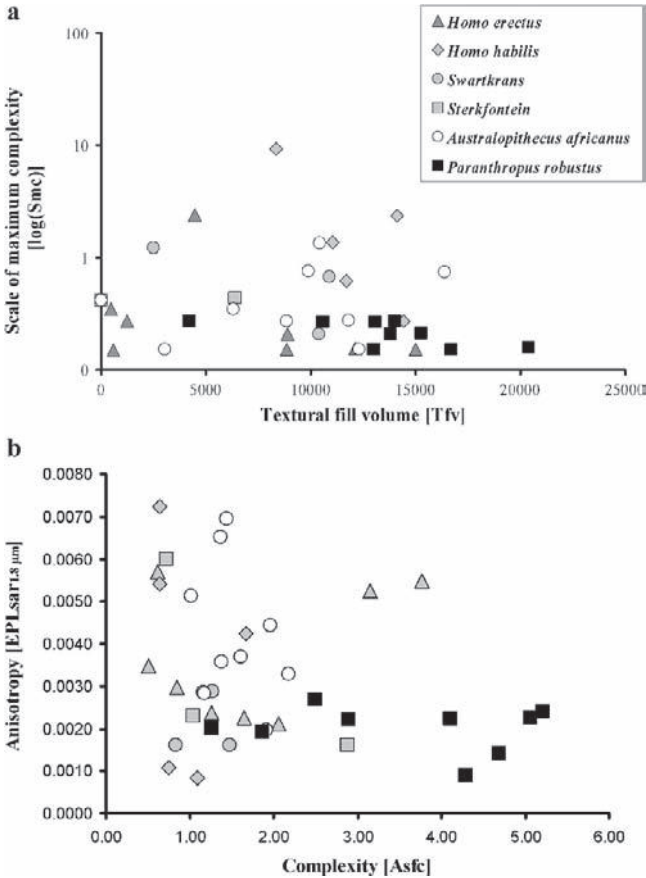 a
Homo erectus
Homo habilis
Swartkrans
Sterkfontein
Australopithecus africanus
Paranthropus robustus
Scale of maximum complexity
[log(Smc)]
100
10
1
0
0
5000
10000
15000
20000
25000
Textural fill volume [Tfv]
b
Anisotropy [EPLsar1.8 μm]
0.0080
0.0070
0.0060
0.0050
0.0040
0.0030
0.0020
0.0010
0.0000
0.00
1.00
2.00
3.00
4.00
5.00
6.00
Complexity [Asfc]